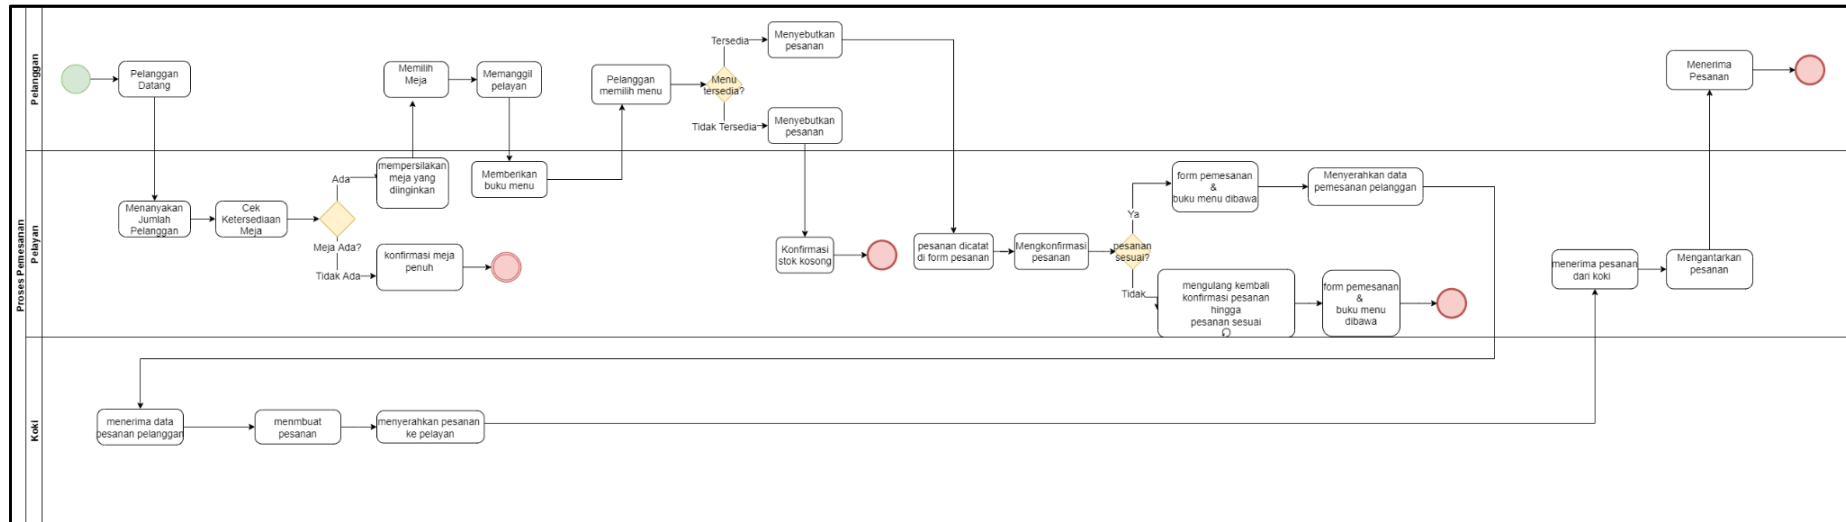 Proses Pemesanan
Pelanggan
Pelanggan
Datang
Memilih
Meja
Memanggil
pelayan
Pelanggan
memilih menu
Menu
tersedia?
Tersedia
Menyebutkan
pesanan
Tidak Tersedia
Menyebutkan
pesanan
Menerima
Pesanan
Pelayan
Menanyakan
Jumlah
Pelanggan
Cek
Ketersediaan
Meja
Meja Ada?
Ada
mempersilakan
meja yang
diinginkan
Tidak Ada
konfirmasi meja
penuh
Memberikan
buku menu
Konfirmasi
stok kosong
pesanan dicatat
di form pesanan
Mengkonfirmasi
pesanan
pesanan
sesuai?
Ya
form pemesanan
&
buku menu dibawa
Menyerahkan data
pemesanan pelanggan
Tidak
mengulang kembali
konfirmasi pesanan
hingga
pesanan sesuai
form pemesanan
&
buku menu
dibawa
menerima pesanan
dari koki
Mengantarkan
pesanan
Koki
menerima data
pesanan pelanggan
menmbuat
pesanan
menyerahkan pesanan
ke pelayan